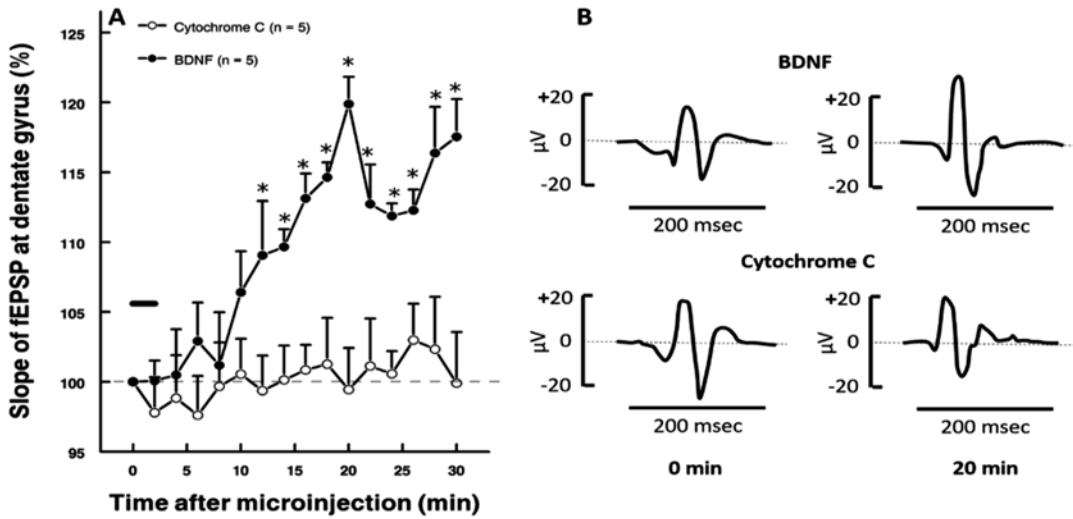 A
Cytochrome C (n = 5)
BDNF (n = 5)
Slope of fEPSP at dentate gyrus (%)
125
120
115
110
105
100
95
* * * * * * * * * *
0 5 10 15 20 25 30
Time after microinjection (min)
B
BDNF
+20
0
-20
µV
200 msec
+20
0
-20
µV
200 msec
Cytochrome C
+20
0
-20
µV
200 msec
+20
0
-20
µV
200 msec
0 min
20 min